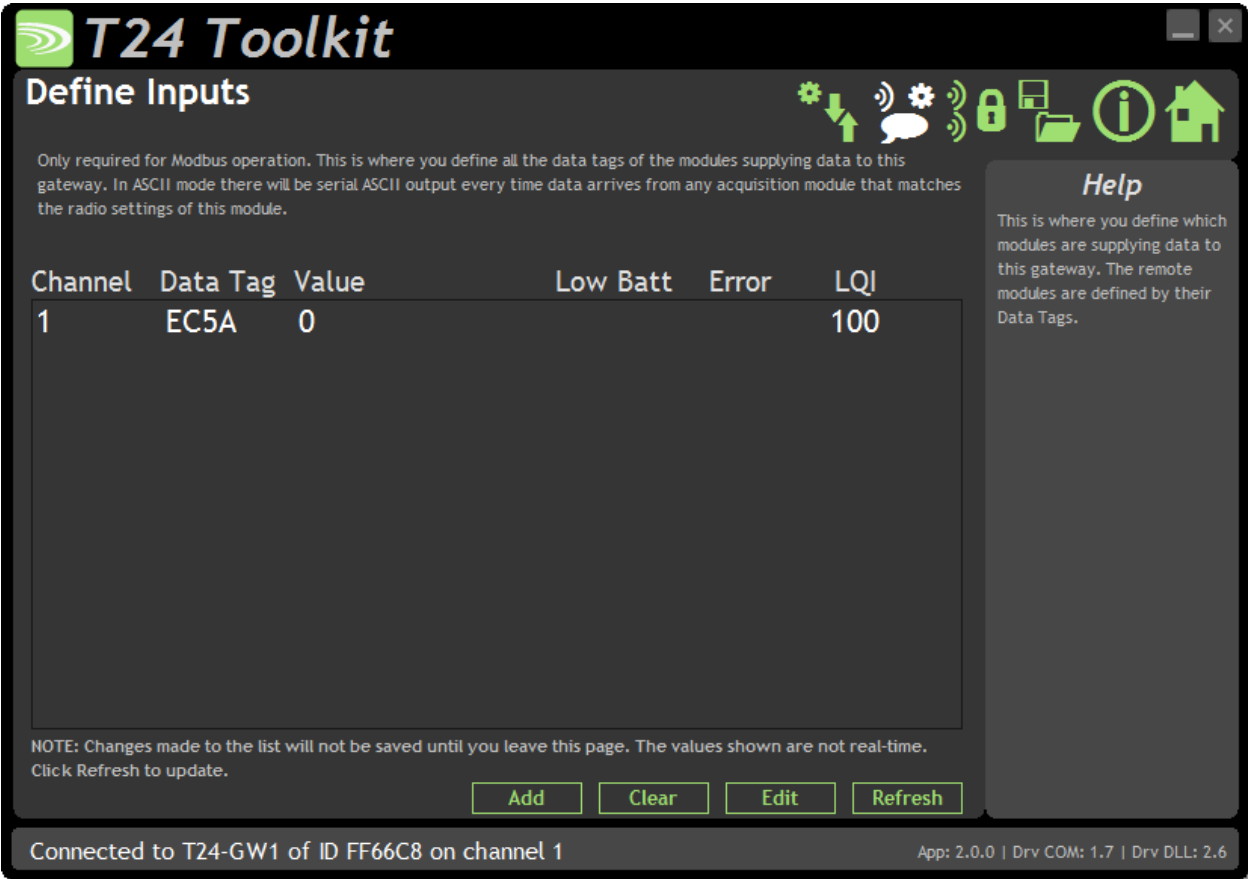 T24 Toolkit
Define Inputs
Only required for Modbus operation. This is where you define all the data tags of the modules supplying data to this
gateway. In ASCII mode there will be serial ASCII output every time data arrives from any acquisition module that matches
the radio settings of this module.
Channel Data Tag Value Low Batt Error LQI
1 EC5A 0 100
NOTE: Changes made to the list will not be saved until you leave this page. The values shown are not real-time.
Click Refresh to update.
Add Clear Edit Refresh
Help
This is where you define which
modules are supplying data to
this gateway. The remote
modules are defined by their
Data Tags.
Connected to T24-GW1 of ID FF66C8 on channel 1
App: 2.0.0 | Drv COM: 1.7 | Drv DLL: 2.6